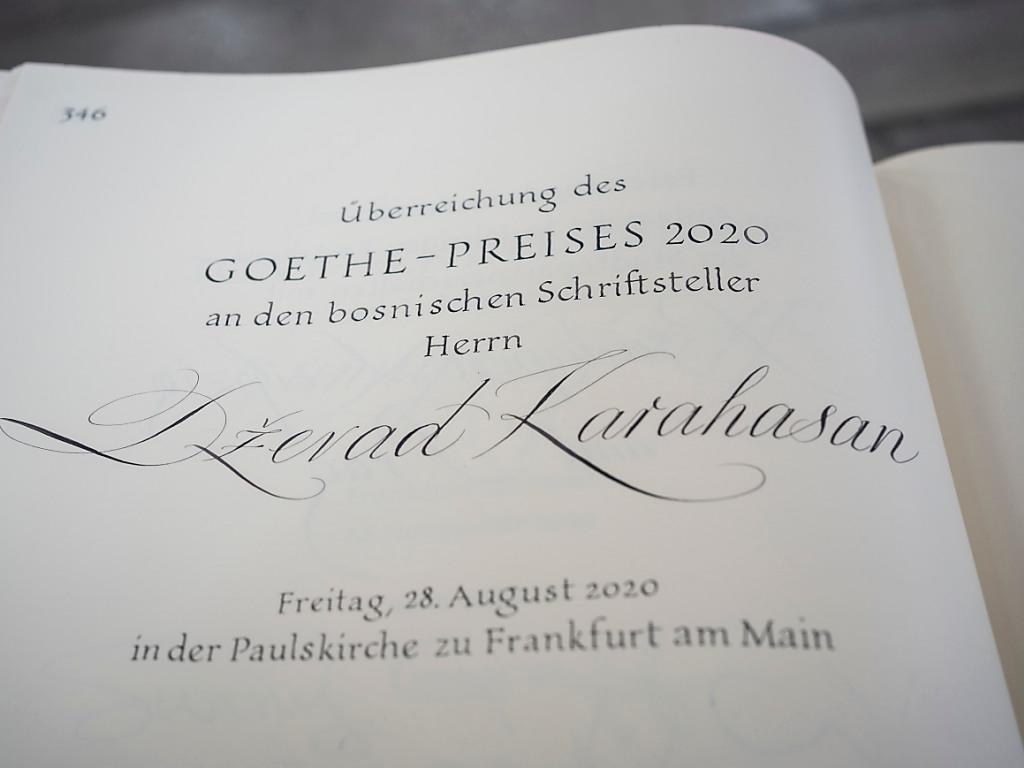 346
Überreichung des
GOETHE-PREISES 2020
an den bosnischen Schriftsteller
Herrn
Dževad Karahasan
Freitag, 28. August 2020
in der Paulskirche zu Frankfurt am Main